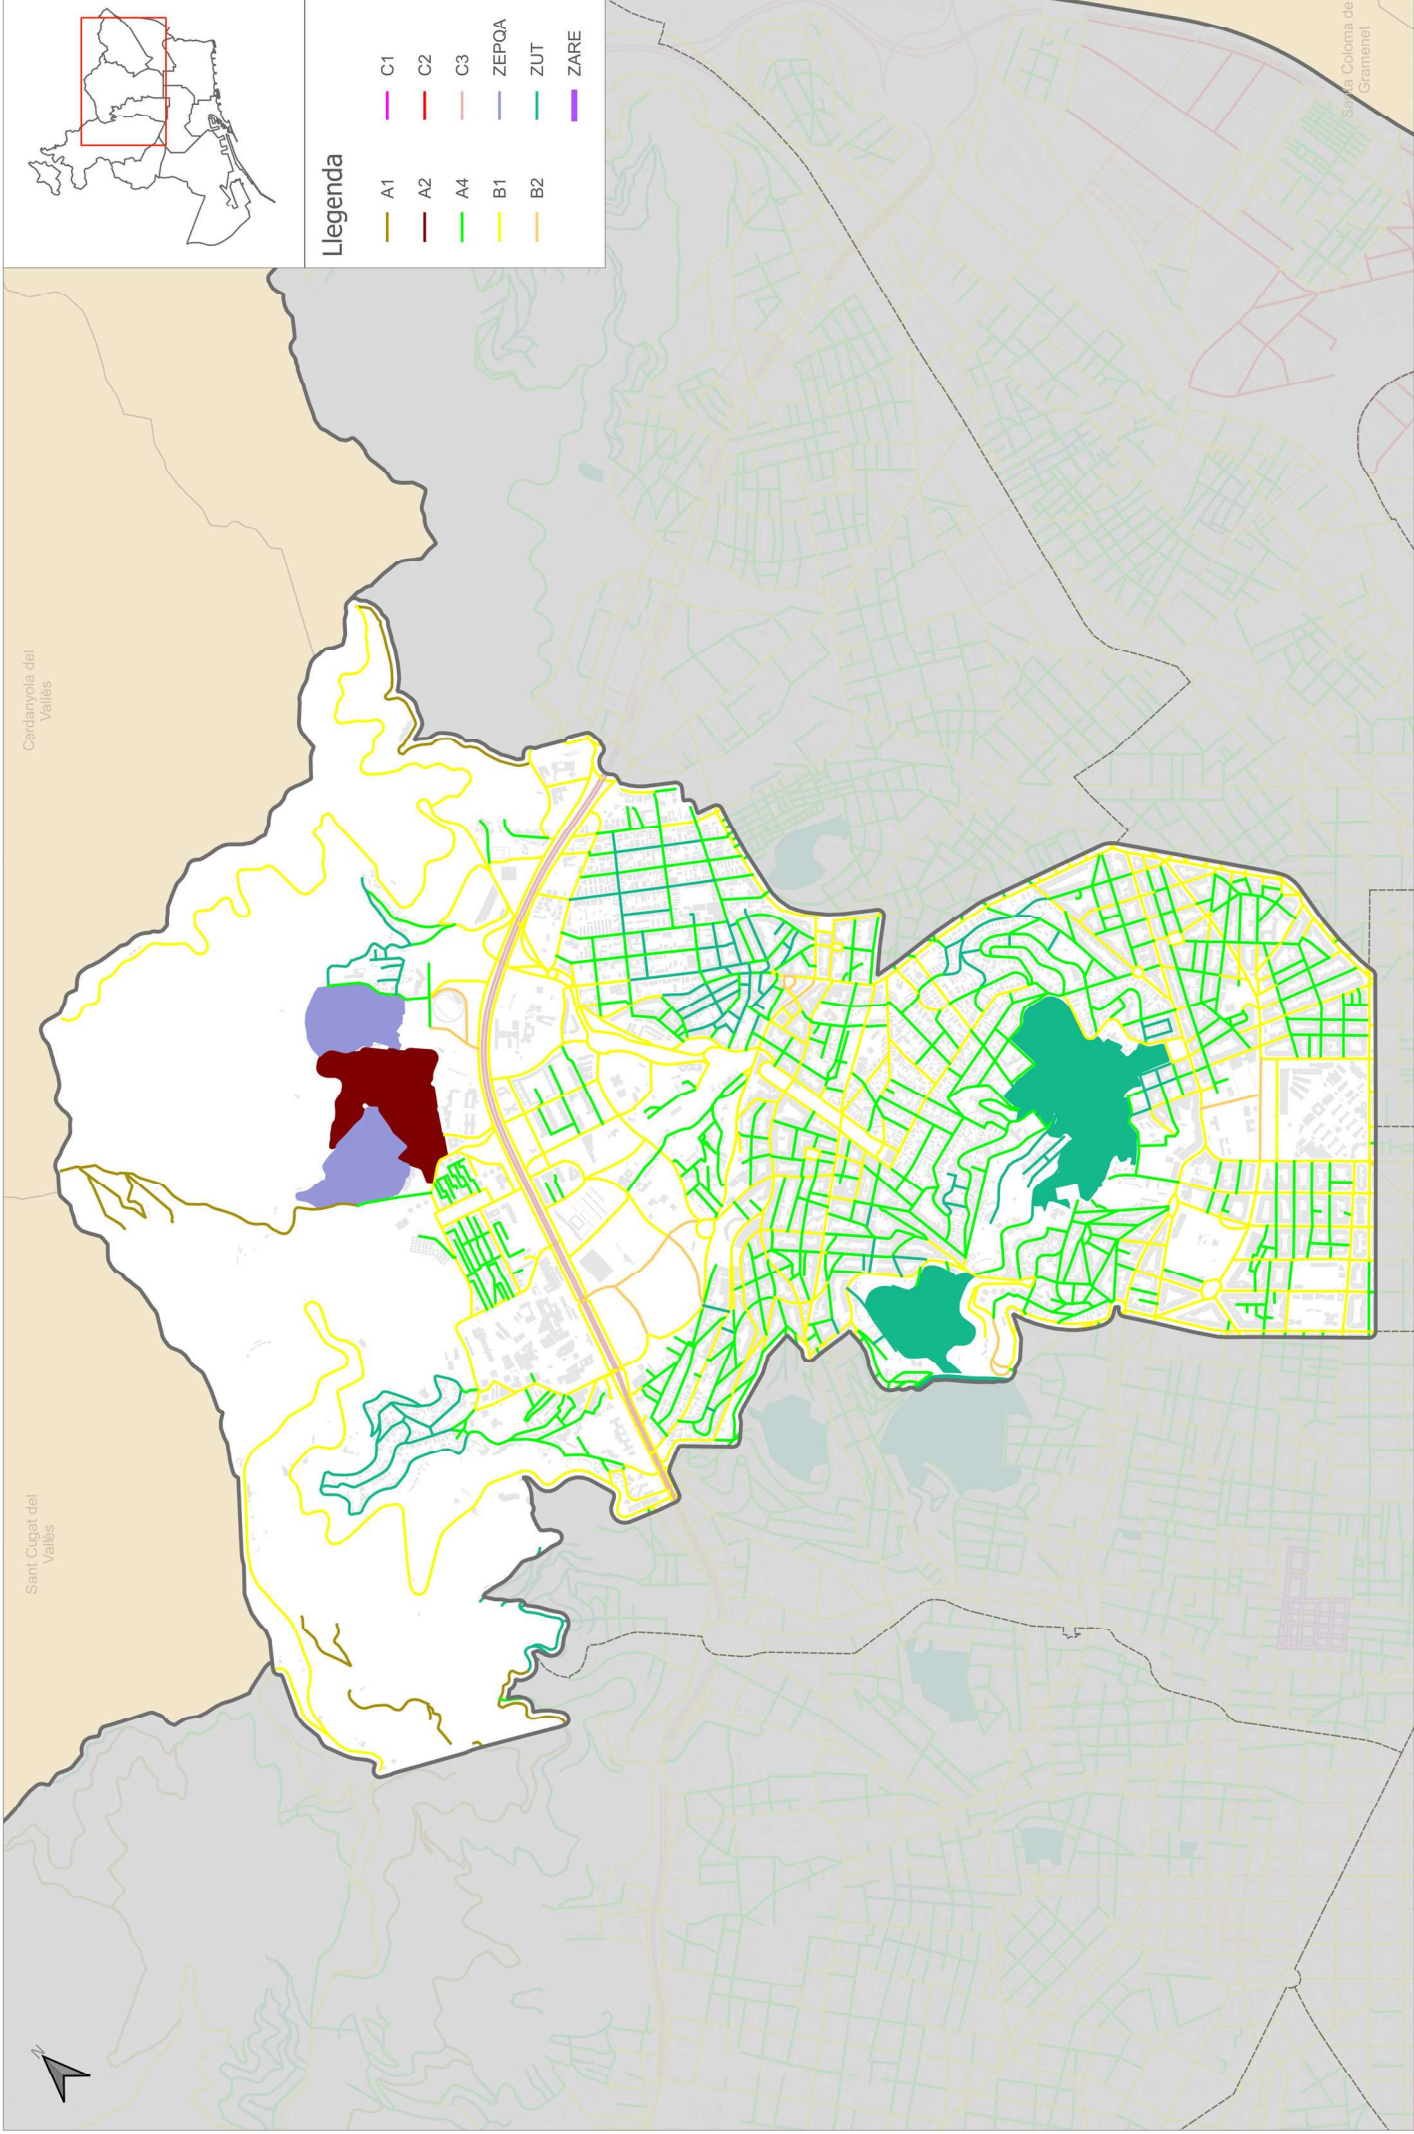 Llegenda
A1
A2
A4
B1
B2
C1
C2
C3
ZEPQA
ZUT
ZARE
Sant Cugat del
Vallès
Cerdanyola del
Vallès
Santa Coloma de
Gramenet
N